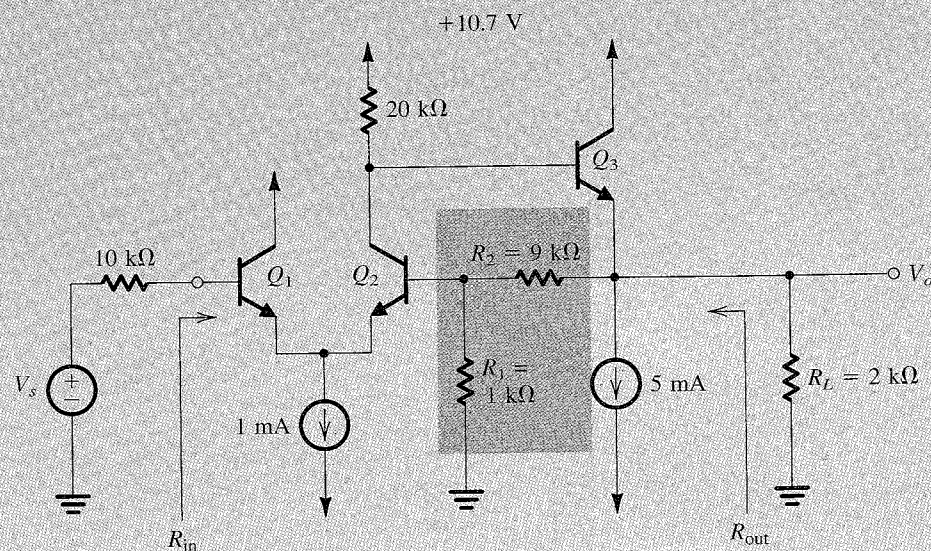 +10.7 V
20 kΩ
Q3
10 kΩ
Q1
Q2
R2 = 9 kΩ
Vo
Vs
+
−
1 mA
R1 =
1 kΩ
5 mA
RL = 2 kΩ
Rin
Rout